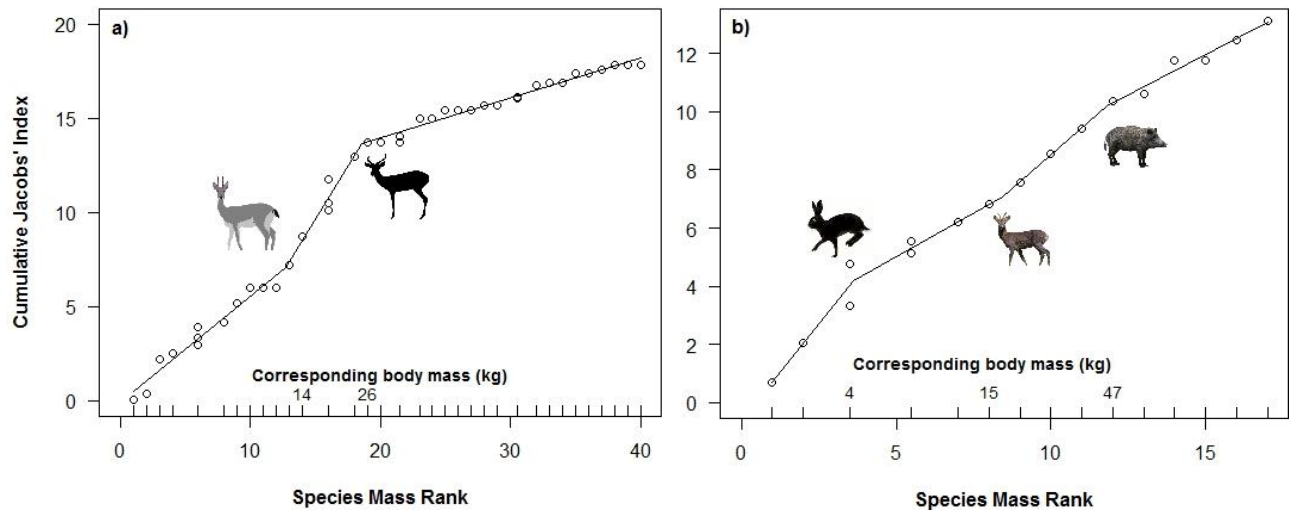 a)
20
15
10
5
0
Cumulative Jacobs' Index
Corresponding body mass (kg)
14 26
0 10 20 30 40
Species Mass Rank
b)
12
10
8
6
4
2
0
Corresponding body mass (kg)
4 15 47
0 5 10 15
Species Mass Rank